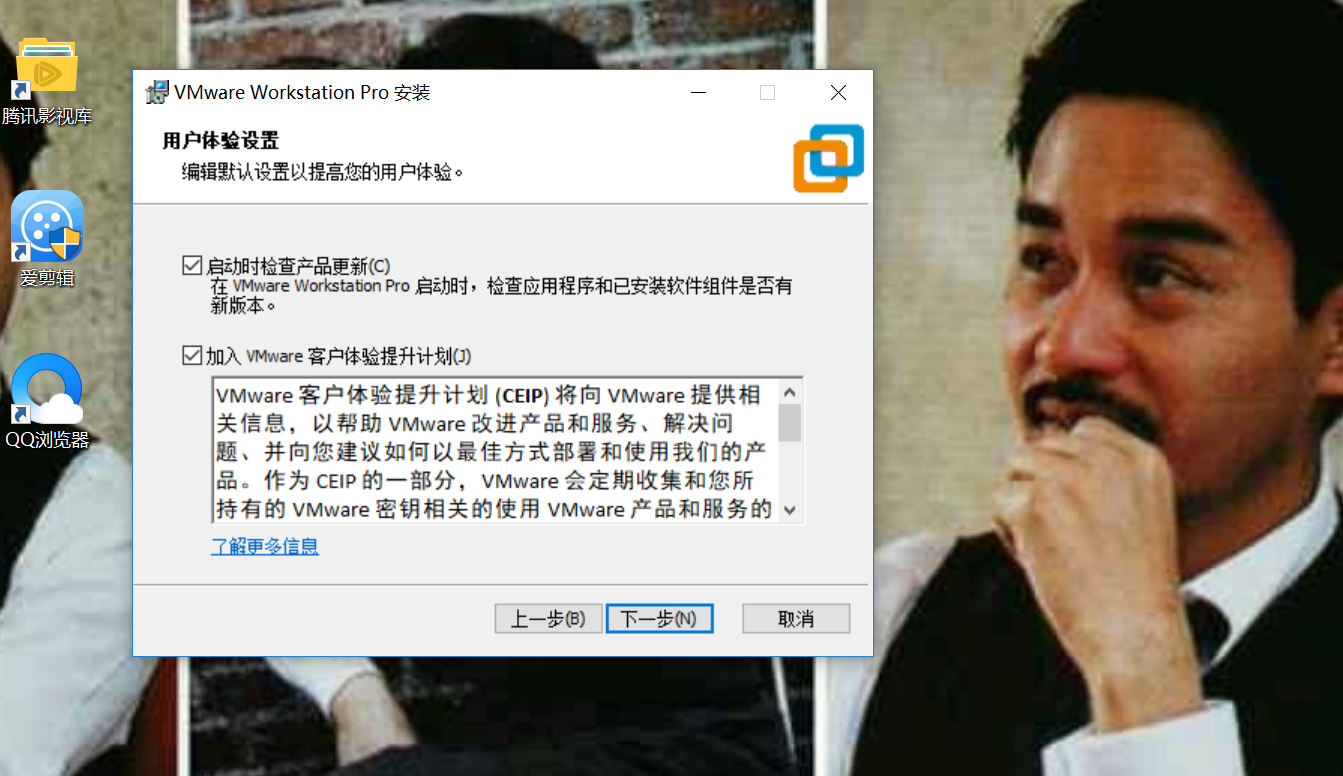 腾讯影视库
爱剪辑
QQ浏览器
VMware Workstation Pro 安装
用户体验设置
编辑默认设置以提高您的用户体验。
启动时检查产品更新(C)
在 VMware Workstation Pro 启动时，检查应用程序和已安装软件组件是否有
新版本。
加入 VMware 客户体验提升计划(J)
VMware 客户体验提升计划 (CEIP) 将向 VMware 提供相
关信息，以帮助 VMware 改进产品和服务、解决问
题、并向您建议如何以最佳方式部署和使用我们的产
品。作为 CEIP 的一部分，VMware 会定期收集和您所
持有的 VMware 密钥相关的使用 VMware 产品和服务的
了解更多信息
上一步(B)
下一步(N)
取消